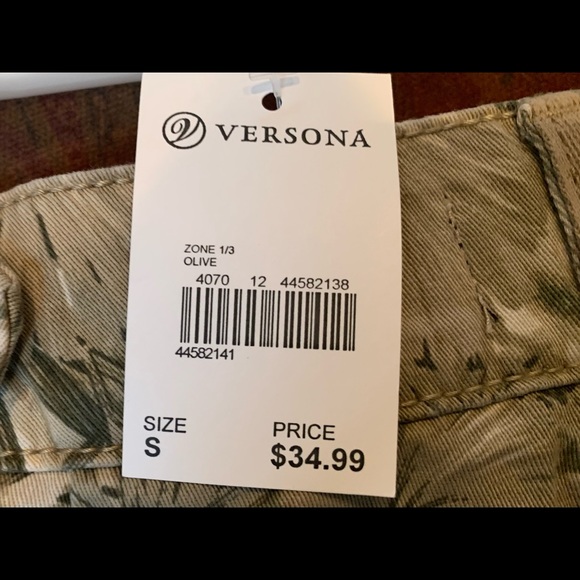 VERSONA
ZONE 1/3
OLIVE
4070 12 44582138
44582141
SIZE
S
PRICE
$34.99